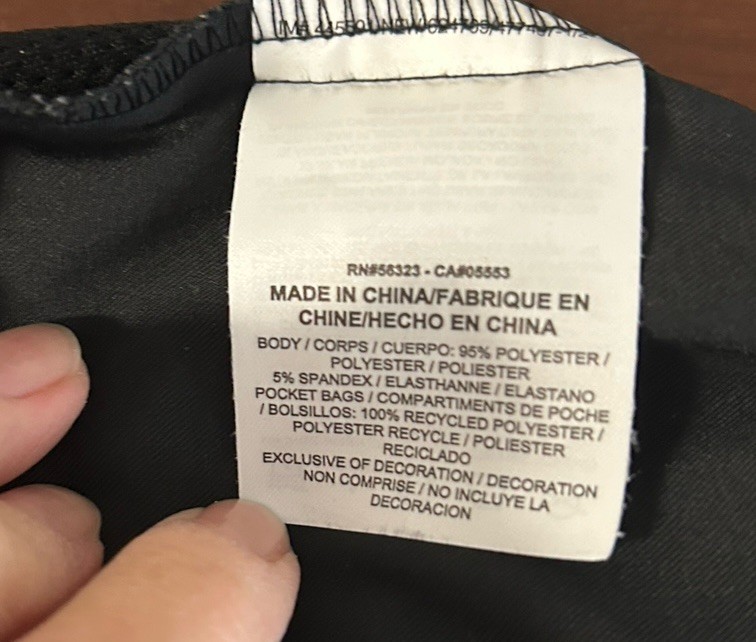 RN#56323 - CA#05553
MADE IN CHINA/FABRIQUE EN
CHINE/HECHO EN CHINA
BODY / CORPS / CUERPO: 95% POLYESTER /
POLYESTER / POLIESTER
5% SPANDEX / ELASTHANNE / ELASTANO
POCKET BAGS / COMPARTIMENTS DE POCHE
/ BOLSILLOS: 100% RECYCLED POLYESTER /
POLYESTER RECYCLE / POLIESTER
RECICLADO
EXCLUSIVE OF DECORATION / DECORATION
NON COMPRISE / NO INCLUYE LA
DECORACION